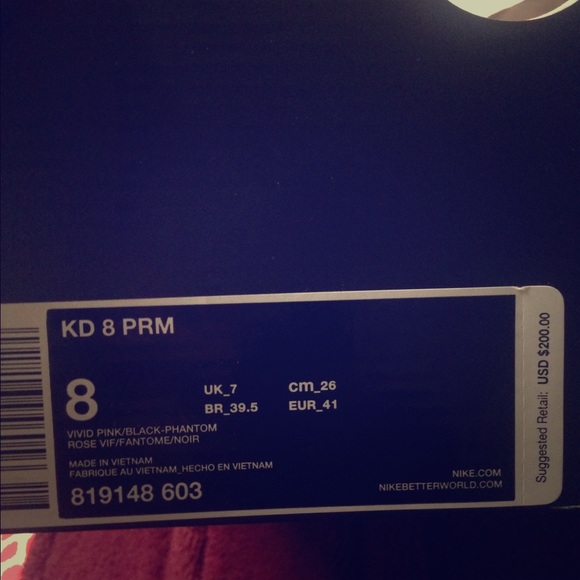 KD 8 PRM
8
UK_7 cm_26
BR_39.5 EUR_41
VIVID PINK/BLACK-PHANTOM
ROSE VIF/FANTOME/NOIR
MADE IN VIETNAM
FABRIQUE AU VIETNAM_HECHO EN VIETNAM
819148 603
NIKE.COM
NIKEBETTERWORLD.COM
Suggested Retail: USD $200.00